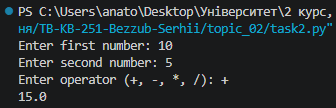 PS C:\Users\anato\Desktop\Університет\2 курс,
ня/TB-KB-251-Bezzub-Serhii/topic_02/task2.py"
Enter first number: 10
Enter second number: 5
Enter operator (+, -, *, /): +
15.0